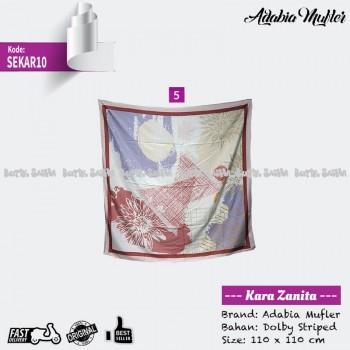 Kode:
SEKAR10
Adabia Mufler
5
--- Kara Zanita ---
Brand: Adabia Mufler
Bahan: Dolby Striped
Size: 110 x 110 cm
FAST
DELIVERY
ORIGINAL
BEST
SELLER